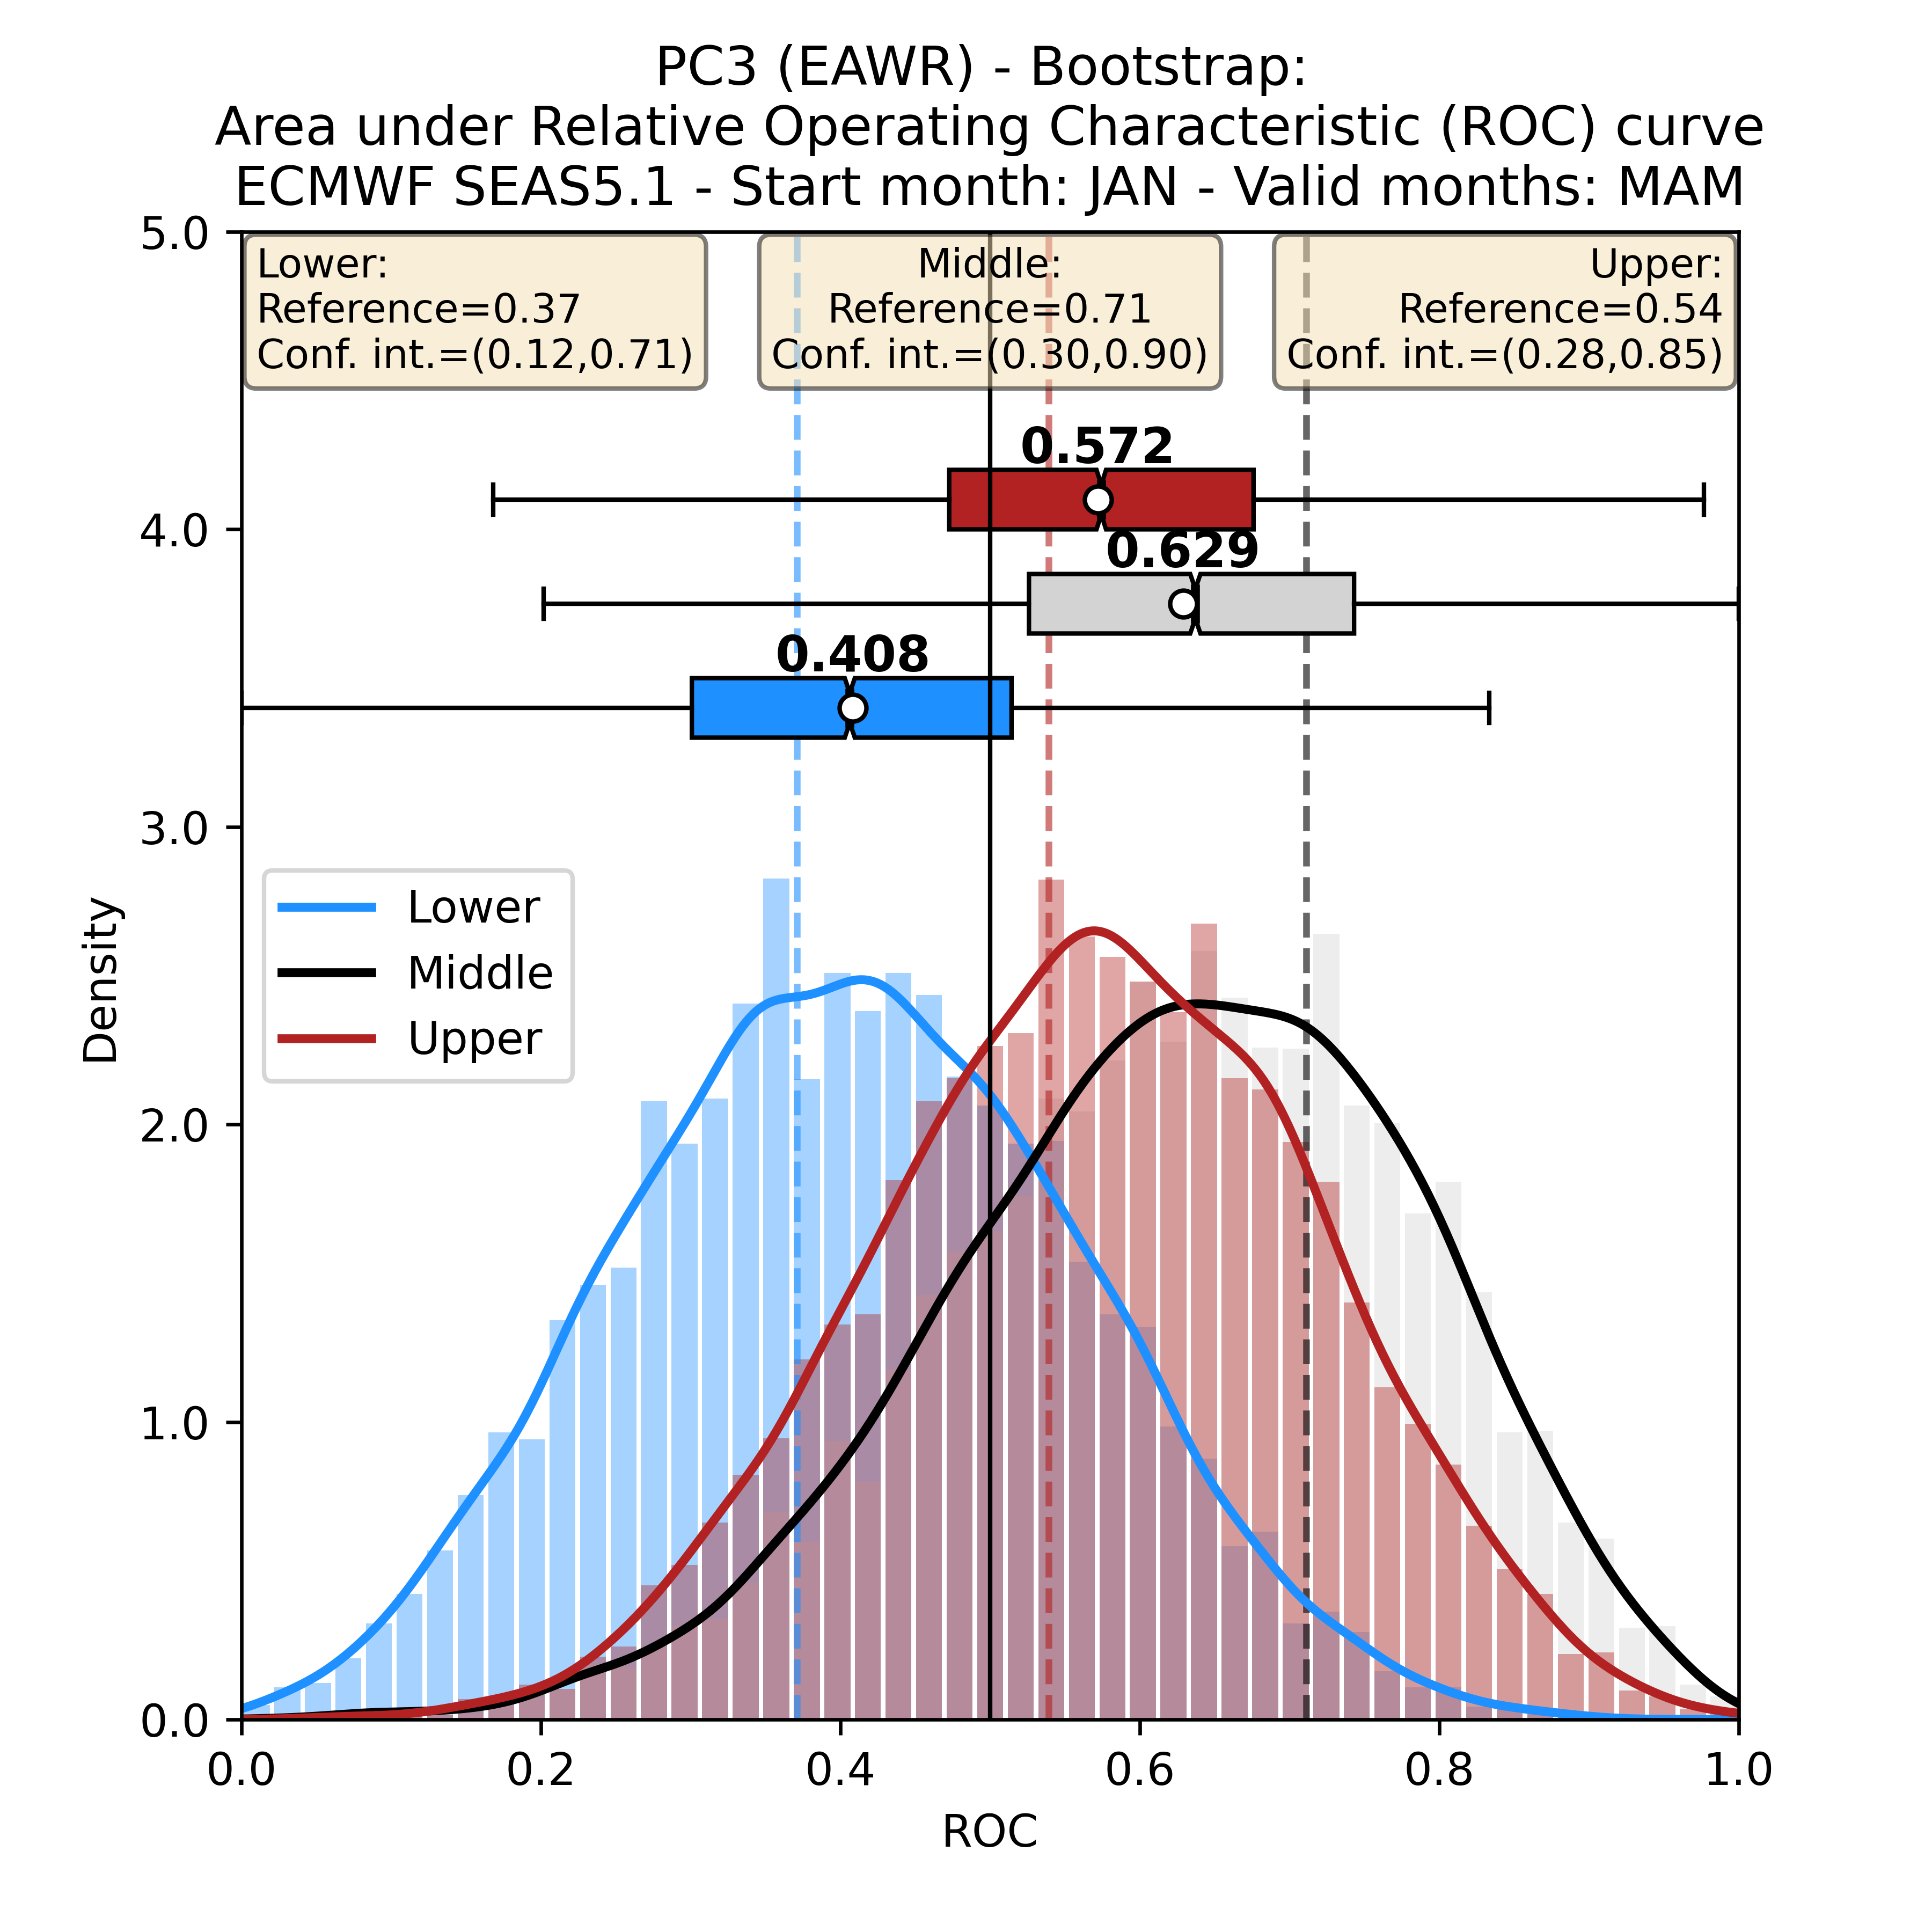 PC3 (EAWR) - Bootstrap:
Area under Relative Operating Characteristic (ROC) curve
ECMWF SEAS5.1 - Start month: JAN - Valid months: MAM
Lower:
Reference=0.37
Conf. int.=(0.12,0.71)
Middle:
Reference=0.71
Conf. int.=(0.30,0.90)
Upper:
Reference=0.54
Conf. int.=(0.28,0.85)
0.572
0.629
0.408
Lower
Middle
Upper
Density
5.0
4.0
3.0
2.0
1.0
0.0
0.0 0.2 0.4 0.6 0.8 1.0
ROC